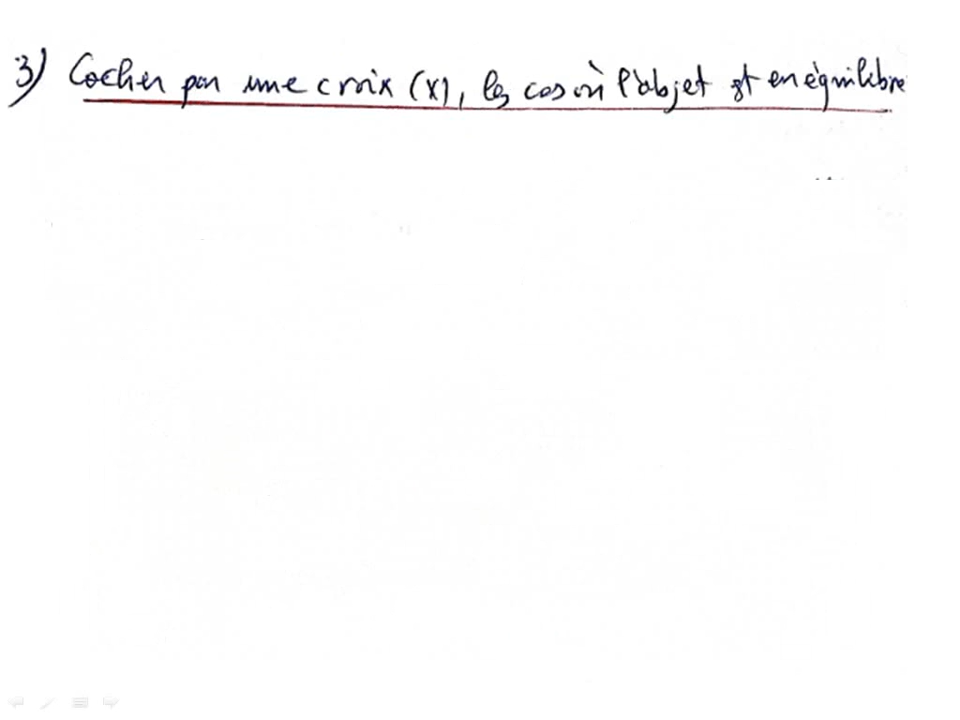 3) Cocher par une croix (x), les cas où l'objet est en équilibre